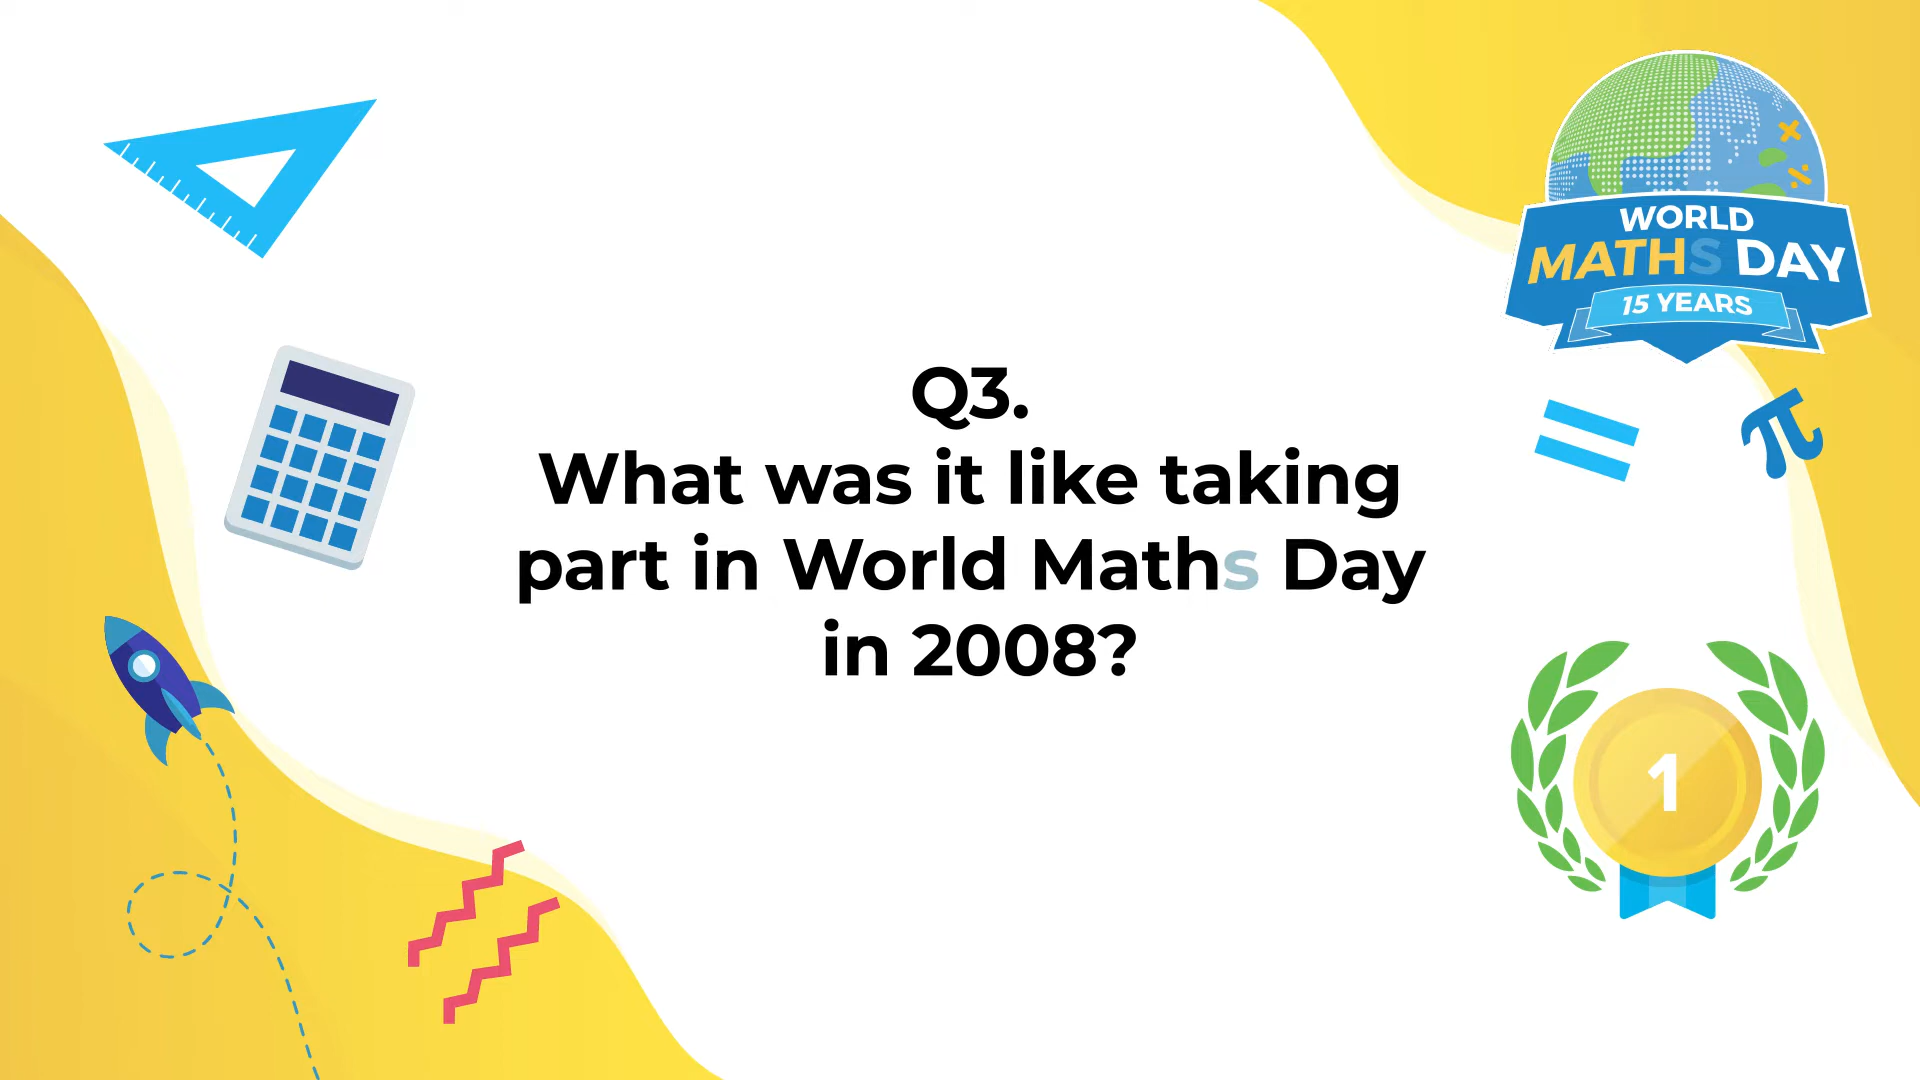 WORLD
MATHS DAY
15 YEARS
Q3.
What was it like taking
part in World Maths Day
in 2008?
=
π
1